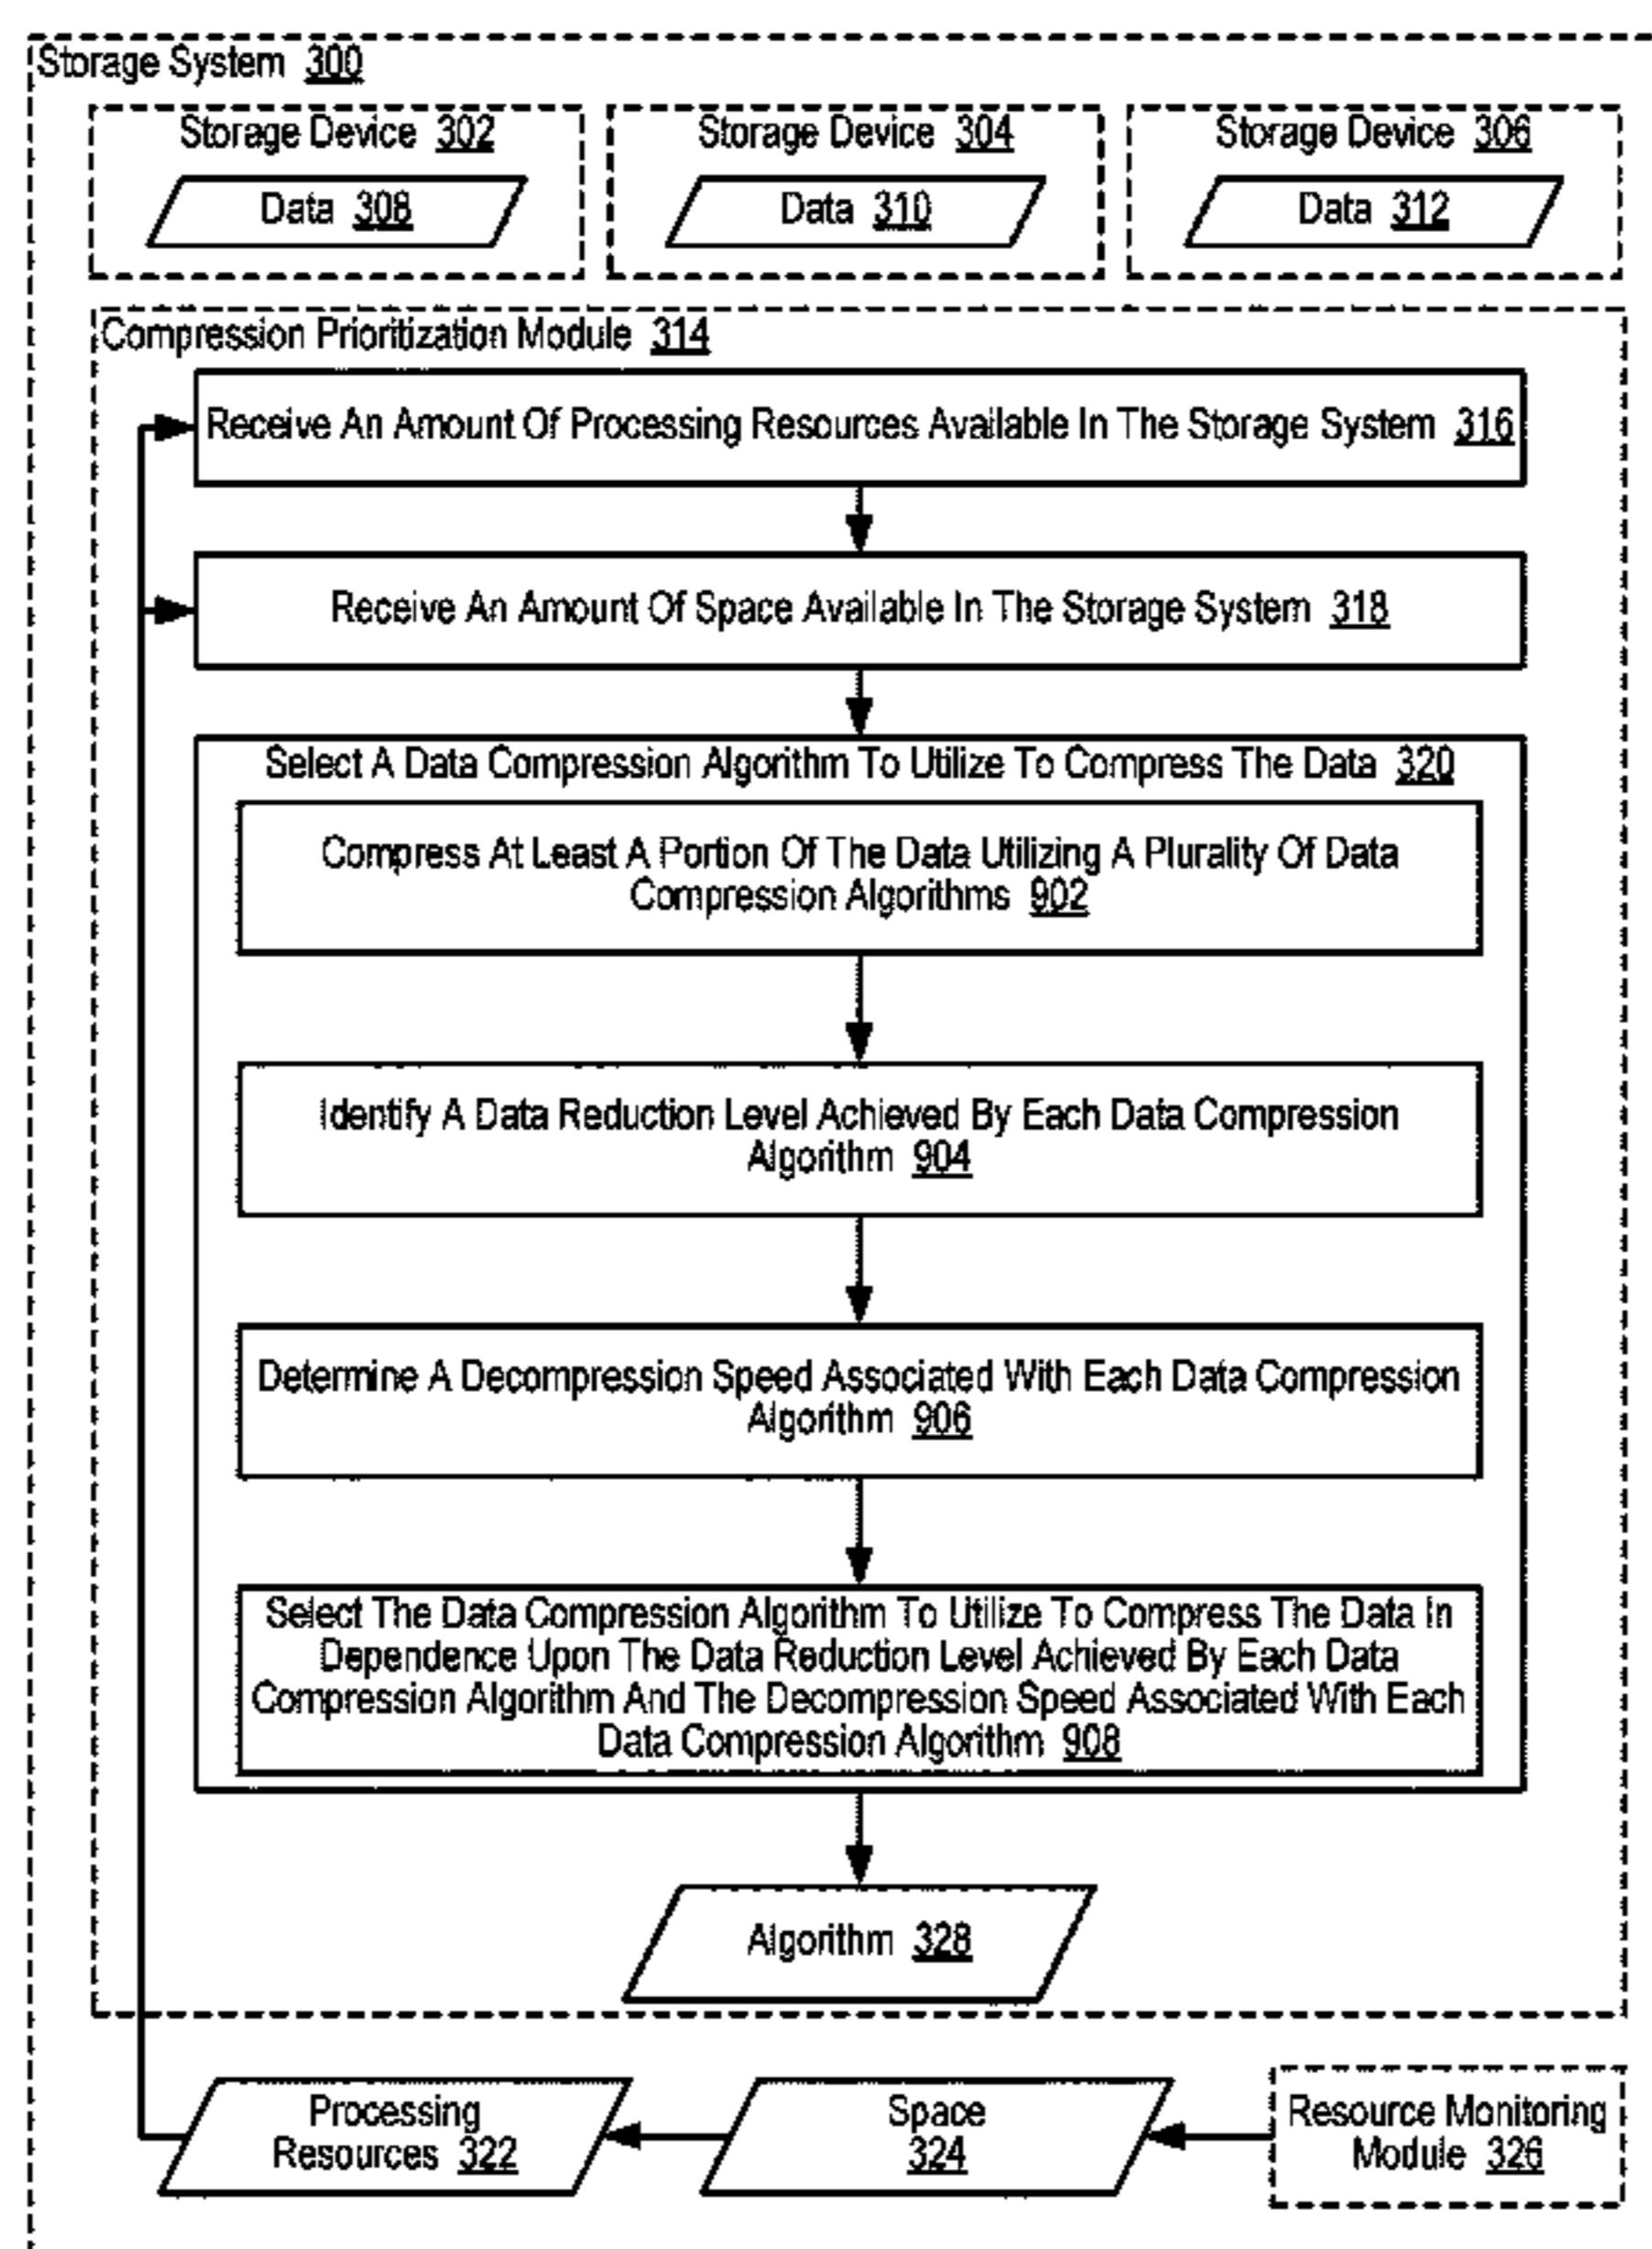 Storage System 300
Storage Device 302
Data 308
Storage Device 304
Data 310
Storage Device 306
Data 312
Compression Prioritization Module 314
Receive An Amount Of Processing Resources Available In The Storage System 316
Receive An Amount Of Space Available In The Storage System 318
Select A Data Compression Algorithm To Utilize To Compress The Data 320
Compress At Least A Portion Of The Data Utilizing A Plurality Of Data
Compression Algorithms 902
Identify A Data Reduction Level Achieved By Each Data Compression
Algorithm 904
Determine A Decompression Speed Associated With Each Data Compression
Algorithm 906
Select The Data Compression Algorithm To Utilize To Compress The Data In
Dependence Upon The Data Reduction Level Achieved By Each Data
Compression Algorithm And The Decompression Speed Associated With Each
Data Compression Algorithm 908
Algorithm 328
Processing
Resources 322
Space
324
Resource Monitoring
Module 326